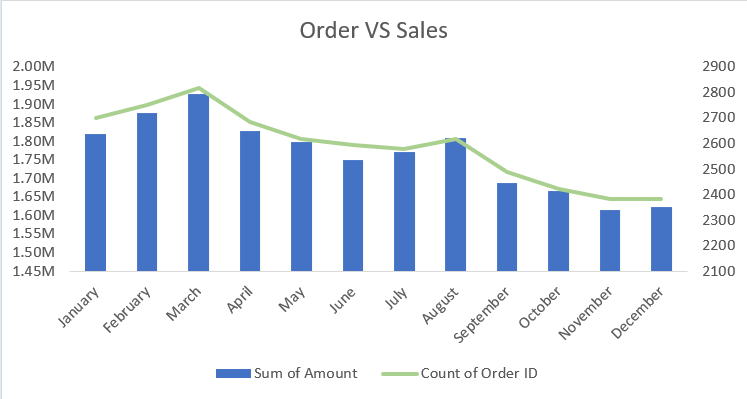 Order VS Sales
2.00M
1.95M
1.90M
1.85M
1.80M
1.75M
1.70M
1.65M
1.60M
1.55M
1.50M
1.45M
2900
2800
2700
2600
2500
2400
2300
2200
2100
January
February
March
April
May
June
July
August
September
October
November
December
Sum of Amount
Count of Order ID